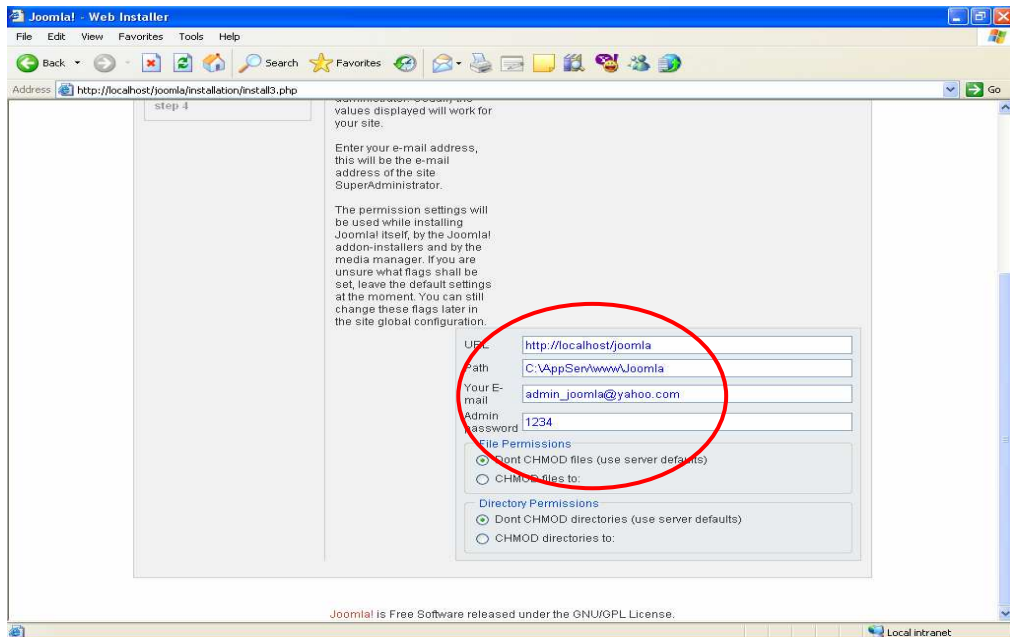 Joomla! - Web Installer
File Edit View Favorites Tools Help
Back Search Favorites
Address http://localhost/joomla/installation/install3.php Go
step 4
administrator. Usually the
values displayed will work for
your site.
Enter your e-mail address,
this will be the e-mail
address of the site
SuperAdministrator.
The permission settings will
be used while installing
Joomla! itself, by the Joomla!
addon-installers and by the
media manager. If you are
unsure what flags shall be
set, leave the default settings
at the moment. You can still
change these flags later in
the site global configuration.
URL http://localhost/joomla
Path C:\AppServ\www\Joomla
Your E-
mail admin_joomla@yahoo.com
Admin
password 1234
File Permissions
Dont CHMOD files (use server defaults)
CHMOD files to:
Directory Permissions
Dont CHMOD directories (use server defaults)
CHMOD directories to:
Joomla! is Free Software released under the GNU/GPL License.
Local intranet